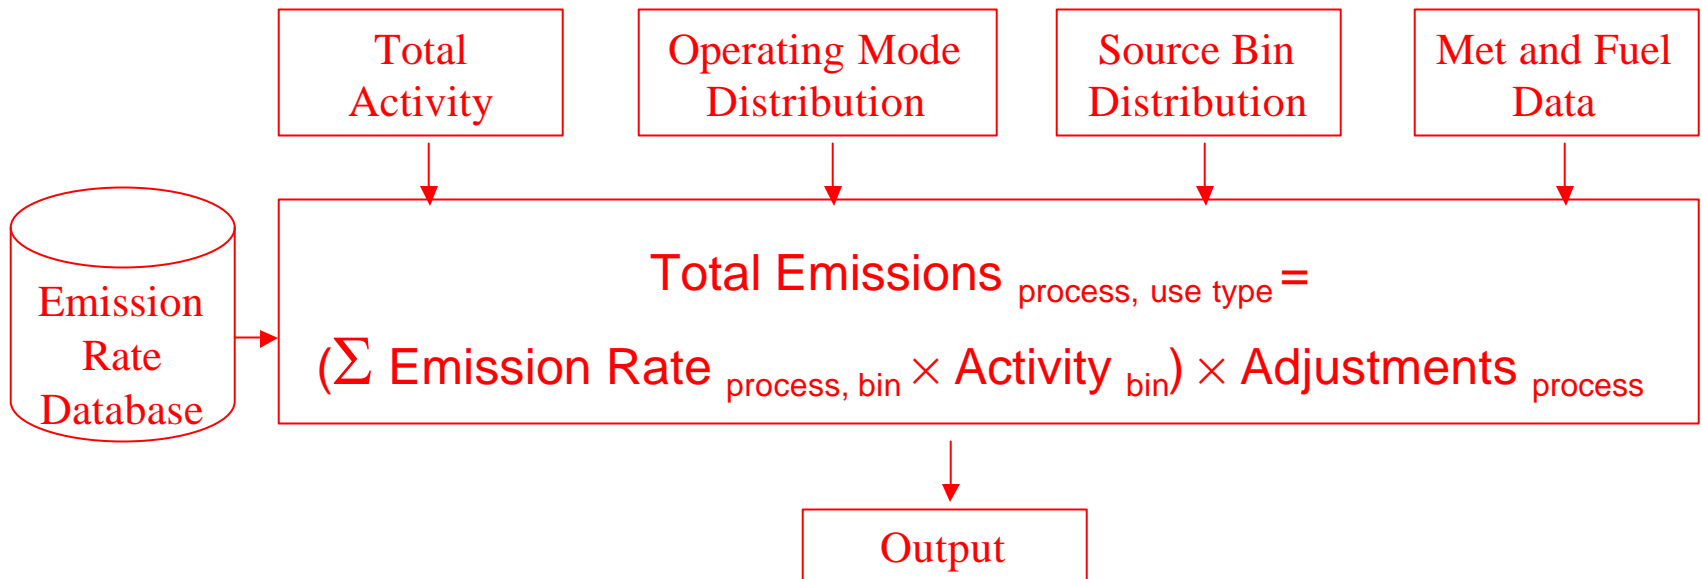 Total
Activity
Operating Mode
Distribution
Source Bin
Distribution
Met and Fuel
Data
Emission
Rate
Database
Total Emissions process, use type =
(Σ Emission Rate process, bin × Activity bin) × Adjustments process
Output